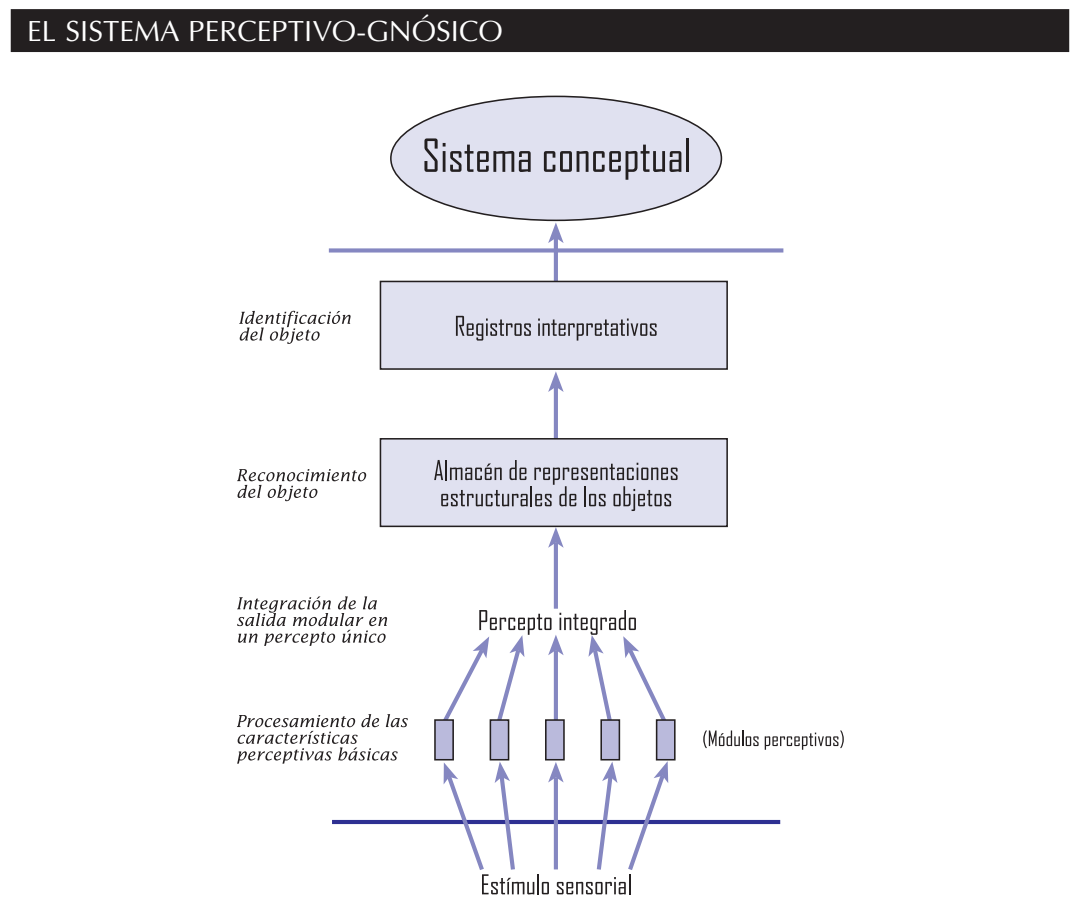 EL SISTEMA PERCEPTIVO-GNÓSICO
Sistema conceptual
Identificación
del objeto
Registros interpretativos
Reconocimiento
del objeto
Almacén de representaciones
estructurales de los objetos
Integración de la
salida modular en
un percepto único
Percepto integrado
Procesamiento de las
características
perceptivas básicas
(Módulos perceptivos)
Estímulo sensorial